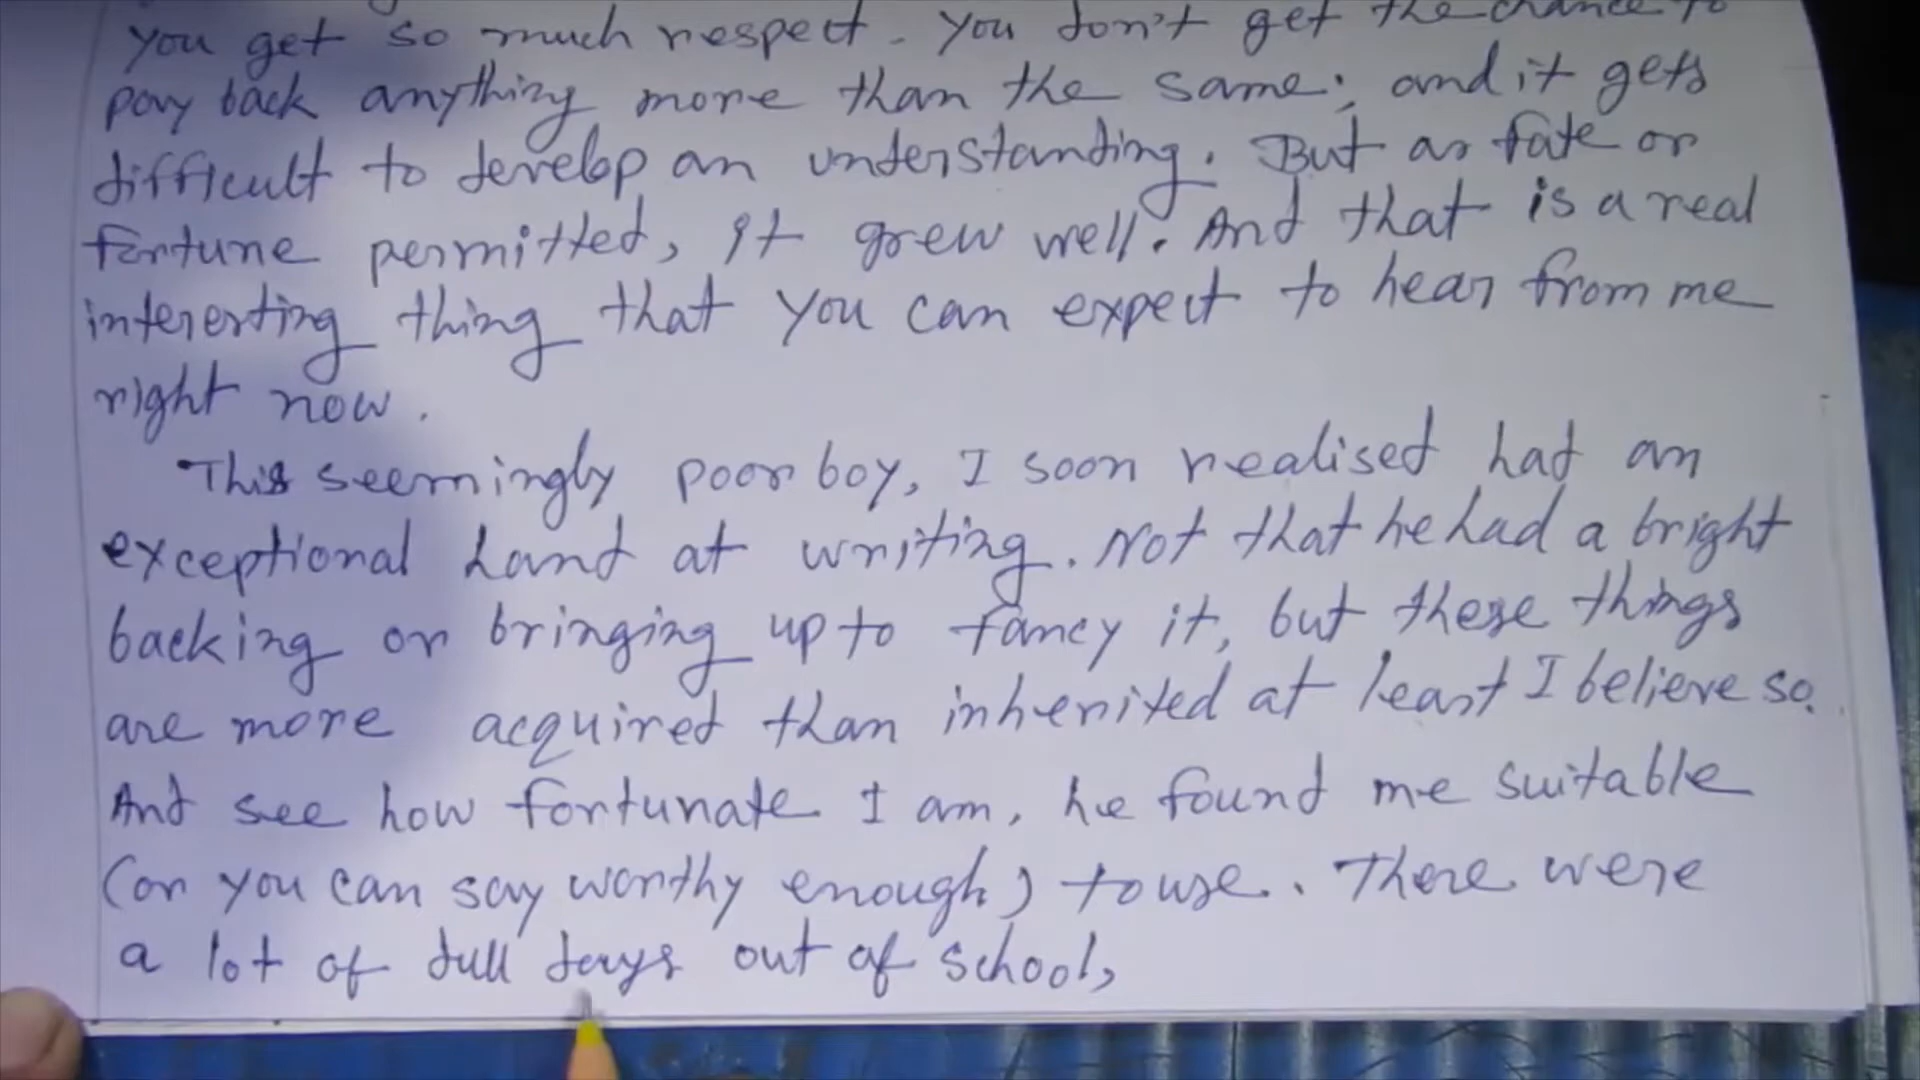 you get so much respect. You don't get the chance to
pay back anything more than the same; and it gets
difficult to develop an understanding. But as fate or
fortune permitted, it grew well. And that is a real
interesting thing that you can expect to hear from me
right now.
This seemingly poor boy, I soon realised had an
exceptional hand at writing. Not that he had a bright
backing or bringing up to fancy it, but these things
are more acquired than inherited at least I believe so.
And see how fortunate I am, he found me suitable
(or you can say worthy enough) to use. There were
a lot of dull days out of school,